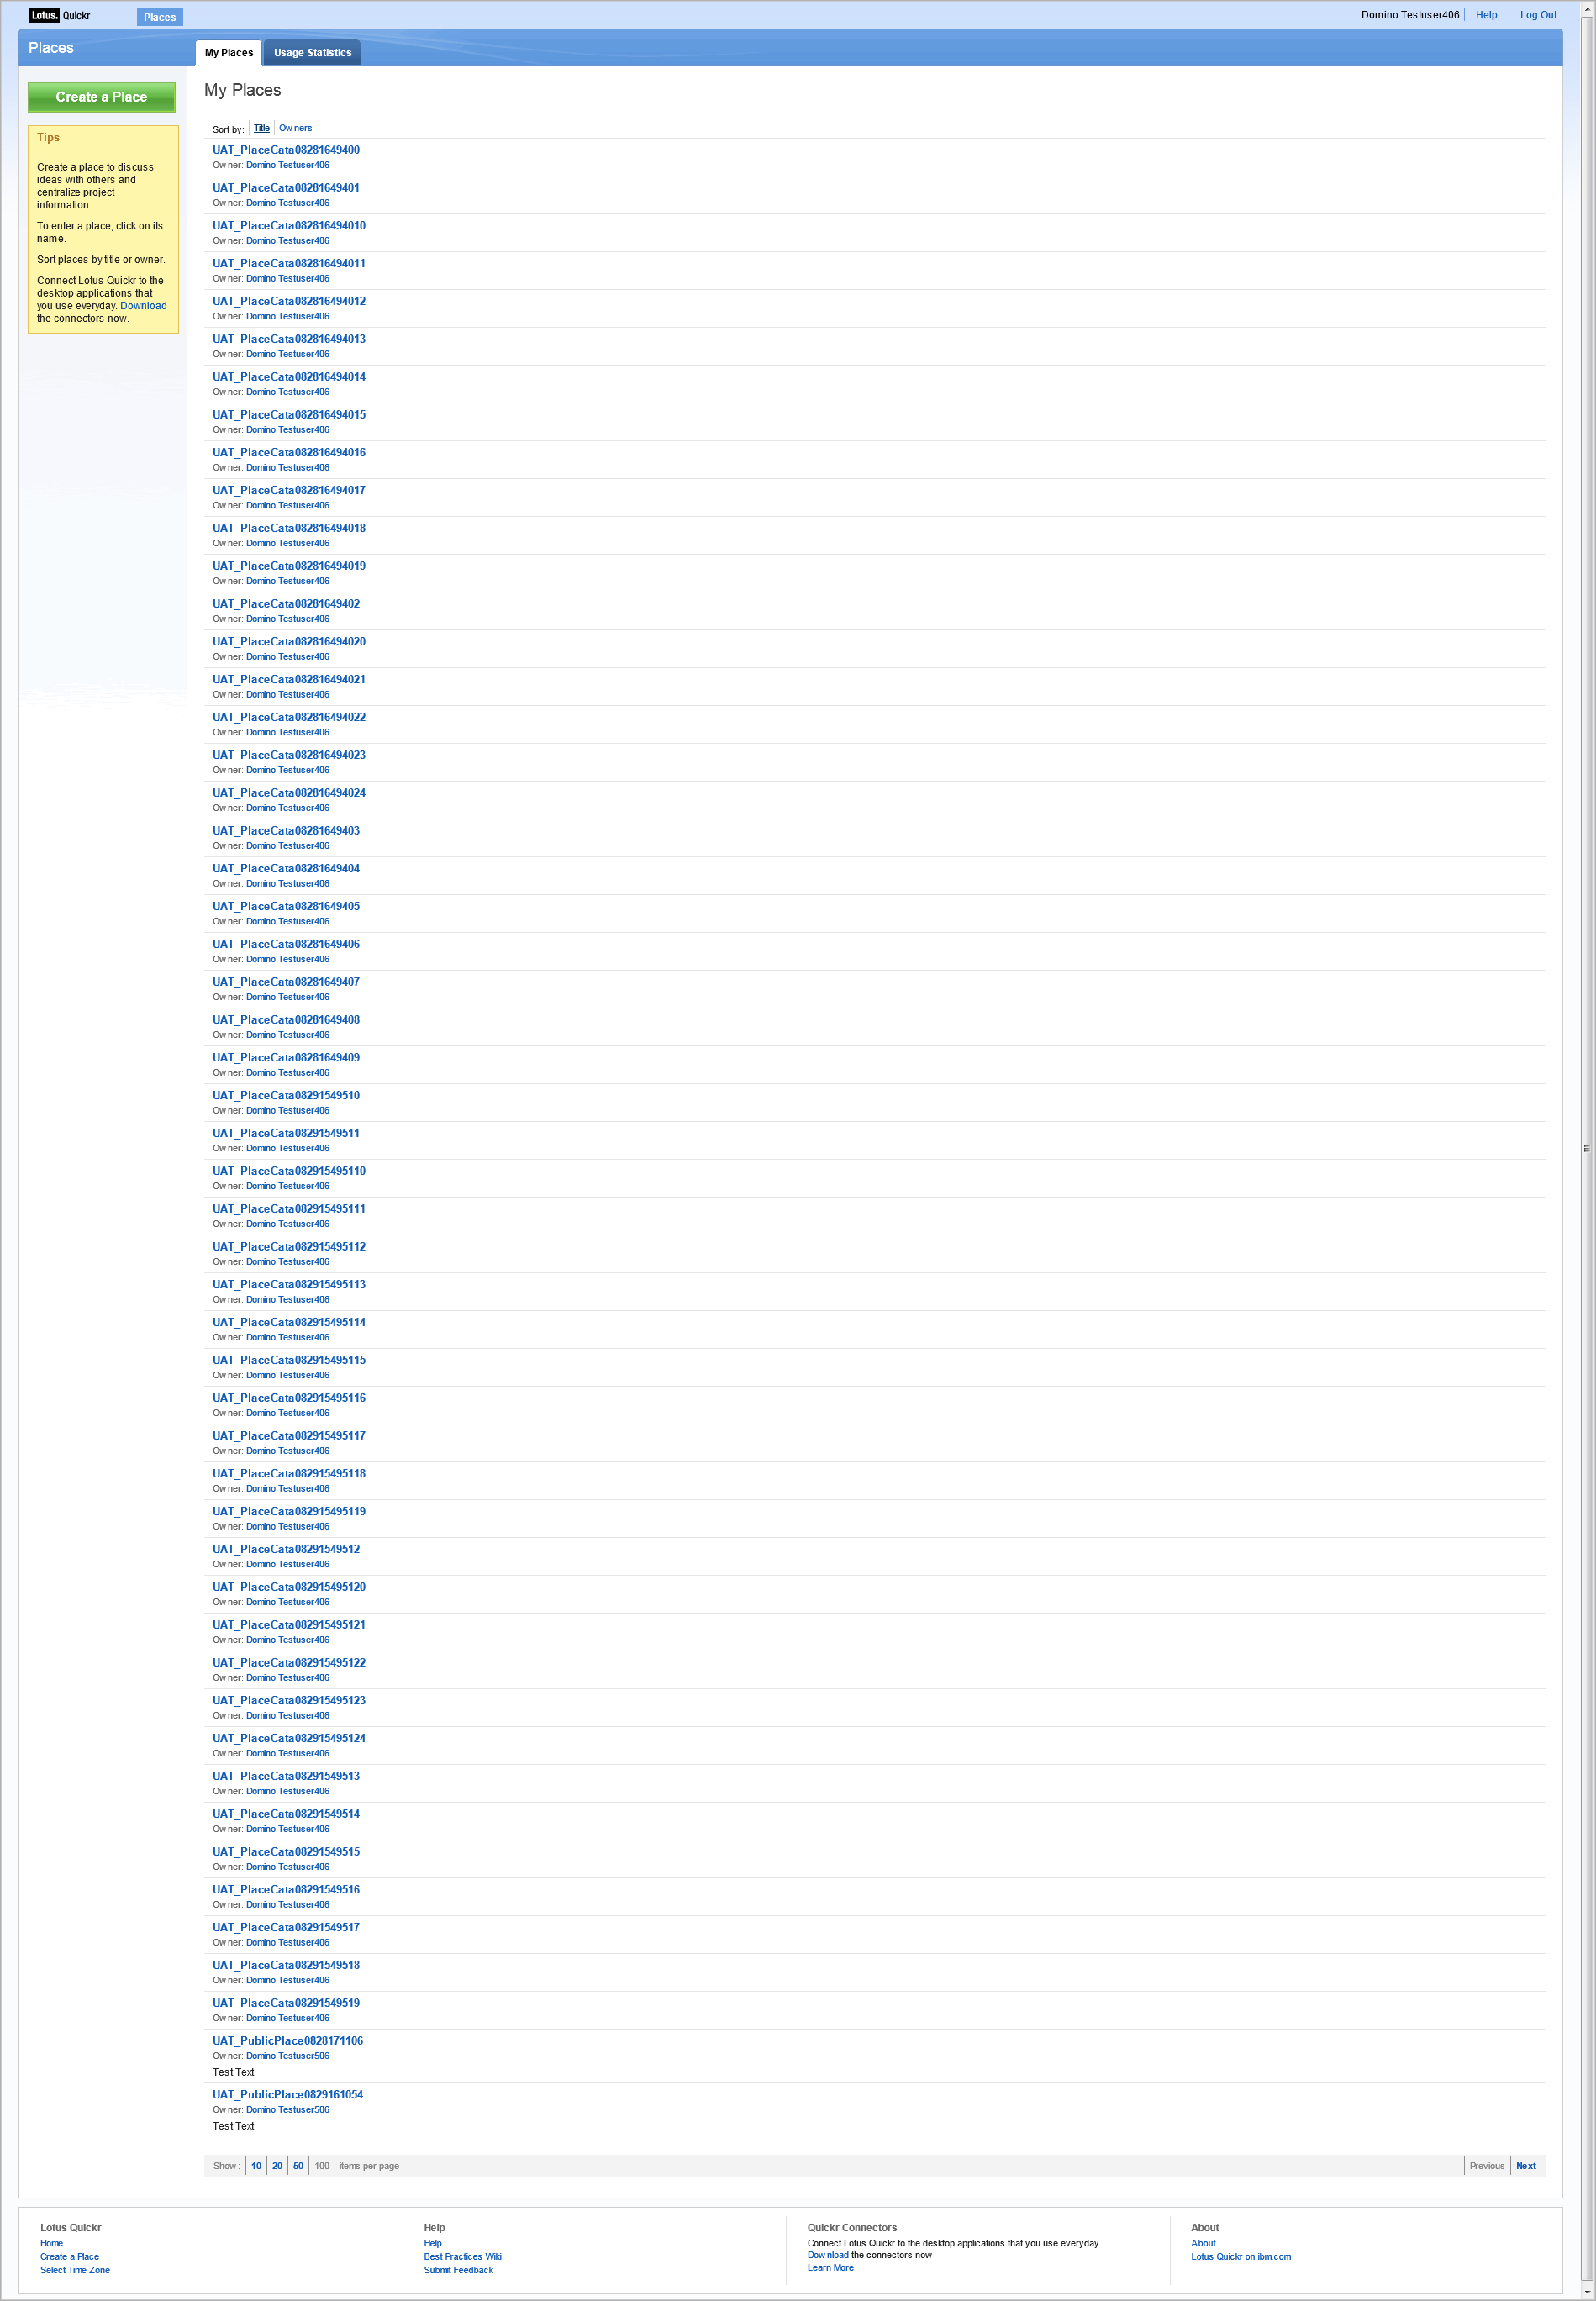 Lotus. Quickr Places Domino Testuser406 Help Log Out
Places My Places Usage Statistics
Create a Place
Tips
Create a place to discuss
ideas with others and
centralize project
information.
To enter a place, click on its
name.
Sort places by title or owner.
Connect Lotus Quickr to the
desktop applications that
you use everyday. Download
the connectors now.
My Places
Sort by: Title Owners
UAT_PlaceCata08281649400
Owner: Domino Testuser406
UAT_PlaceCata08281649401
Owner: Domino Testuser406
UAT_PlaceCata082816494010
Owner: Domino Testuser406
UAT_PlaceCata082816494011
Owner: Domino Testuser406
UAT_PlaceCata082816494012
Owner: Domino Testuser406
UAT_PlaceCata082816494013
Owner: Domino Testuser406
UAT_PlaceCata082816494014
Owner: Domino Testuser406
UAT_PlaceCata082816494015
Owner: Domino Testuser406
UAT_PlaceCata082816494016
Owner: Domino Testuser406
UAT_PlaceCata082816494017
Owner: Domino Testuser406
UAT_PlaceCata082816494018
Owner: Domino Testuser406
UAT_PlaceCata082816494019
Owner: Domino Testuser406
UAT_PlaceCata08281649402
Owner: Domino Testuser406
UAT_PlaceCata082816494020
Owner: Domino Testuser406
UAT_PlaceCata082816494021
Owner: Domino Testuser406
UAT_PlaceCata082816494022
Owner: Domino Testuser406
UAT_PlaceCata082816494023
Owner: Domino Testuser406
UAT_PlaceCata082816494024
Owner: Domino Testuser406
UAT_PlaceCata08281649403
Owner: Domino Testuser406
UAT_PlaceCata08281649404
Owner: Domino Testuser406
UAT_PlaceCata08281649405
Owner: Domino Testuser406
UAT_PlaceCata08281649406
Owner: Domino Testuser406
UAT_PlaceCata08281649407
Owner: Domino Testuser406
UAT_PlaceCata08281649408
Owner: Domino Testuser406
UAT_PlaceCata08281649409
Owner: Domino Testuser406
UAT_PlaceCata08291549510
Owner: Domino Testuser406
UAT_PlaceCata08291549511
Owner: Domino Testuser406
UAT_PlaceCata082915495110
Owner: Domino Testuser406
UAT_PlaceCata082915495111
Owner: Domino Testuser406
UAT_PlaceCata082915495112
Owner: Domino Testuser406
UAT_PlaceCata082915495113
Owner: Domino Testuser406
UAT_PlaceCata082915495114
Owner: Domino Testuser406
UAT_PlaceCata082915495115
Owner: Domino Testuser406
UAT_PlaceCata082915495116
Owner: Domino Testuser406
UAT_PlaceCata082915495117
Owner: Domino Testuser406
UAT_PlaceCata082915495118
Owner: Domino Testuser406
UAT_PlaceCata082915495119
Owner: Domino Testuser406
UAT_PlaceCata08291549512
Owner: Domino Testuser406
UAT_PlaceCata082915495120
Owner: Domino Testuser406
UAT_PlaceCata082915495121
Owner: Domino Testuser406
UAT_PlaceCata082915495122
Owner: Domino Testuser406
UAT_PlaceCata082915495123
Owner: Domino Testuser406
UAT_PlaceCata082915495124
Owner: Domino Testuser406
UAT_PlaceCata08291549513
Owner: Domino Testuser406
UAT_PlaceCata08291549514
Owner: Domino Testuser406
UAT_PlaceCata08291549515
Owner: Domino Testuser406
UAT_PlaceCata08291549516
Owner: Domino Testuser406
UAT_PlaceCata08291549517
Owner: Domino Testuser406
UAT_PlaceCata08291549518
Owner: Domino Testuser406
UAT_PlaceCata08291549519
Owner: Domino Testuser406
UAT_PublicPlace0828171106
Owner: Domino Testuser506
Test Text
UAT_PublicPlace0829161054
Owner: Domino Testuser506
Test Text
Show : 10 20 50 100 items per page Previous Next
Lotus Quickr
Home
Create a Place
Select Time Zone
Help
Help
Best Practices Wiki
Submit Feedback
Quickr Connectors
Connect Lotus Quickr to the desktop applications that you use everyday.
Download the connectors now.
Learn More
About
About
Lotus Quickr on ibm.com